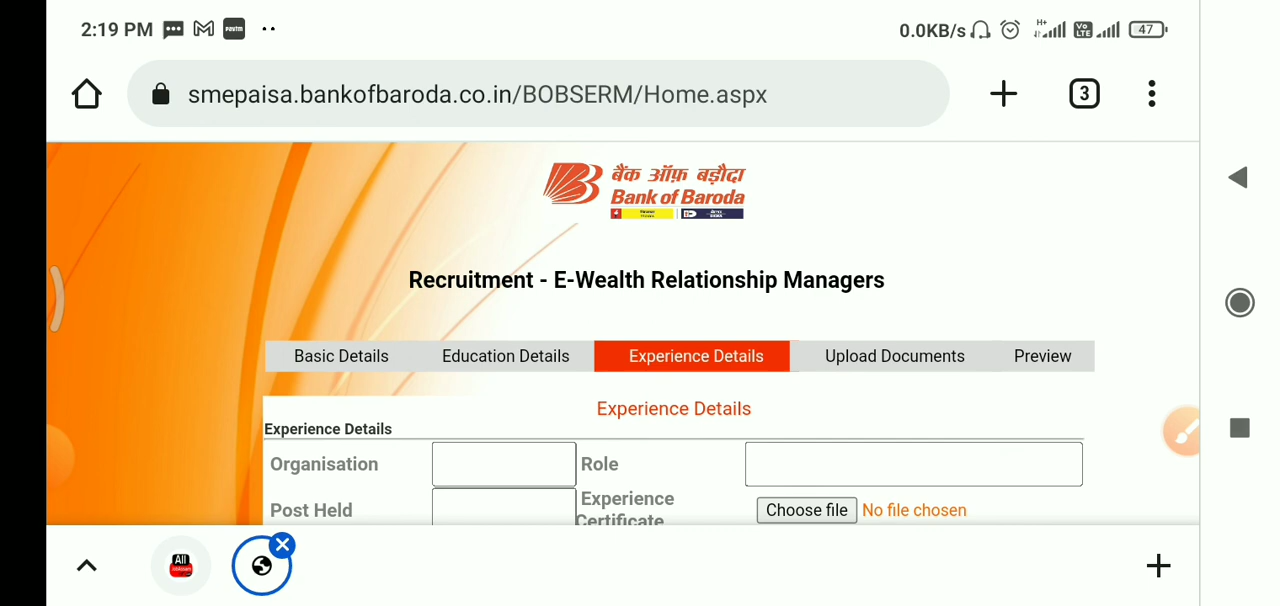 2:19 PM
0.0KB/s H+ Vo LTE 47
smepaisa.bankofbaroda.co.in/BOBSERM/Home.aspx
3
बैंक ऑफ़ बड़ौदा
Bank of Baroda
Recruitment - E-Wealth Relationship Managers
Basic Details Education Details Experience Details Upload Documents Preview
Experience Details
Experience Details
Organisation Role
Post Held Experience Certificate Choose file No file chosen
All